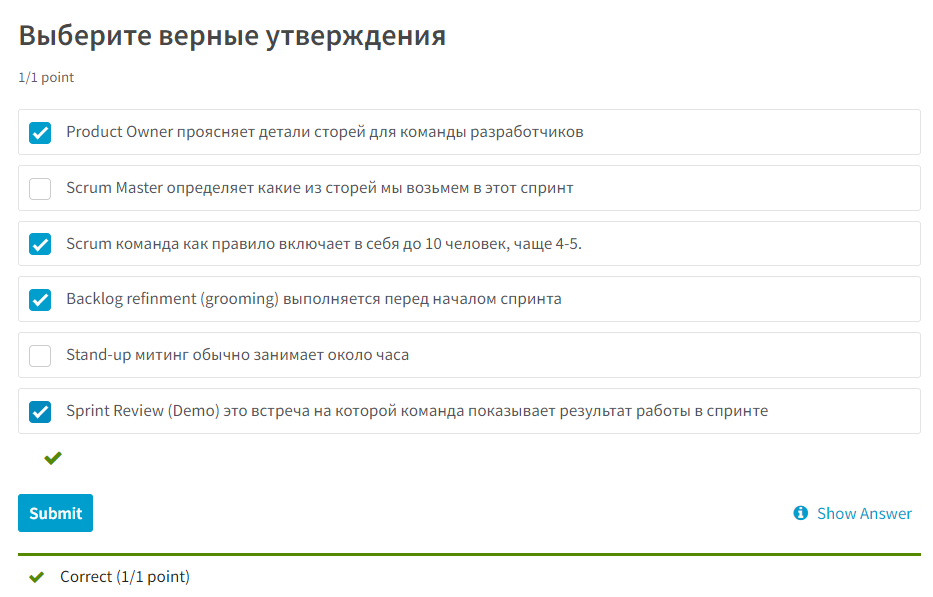 Выберите верные утверждения
1/1 point
Product Owner проясняет детали сторей для команды разработчиков
Scrum Master определяет какие из сторей мы возьмем в этот спринт
Scrum команда как правило включает в себя до 10 человек, чаще 4-5.
Backlog refinment (grooming) выполняется перед началом спринта
Stand-up митинг обычно занимает около часа
Sprint Review (Demo) это встреча на которой команда показывает результат работы в спринте
Submit
Show Answer
Correct (1/1 point)